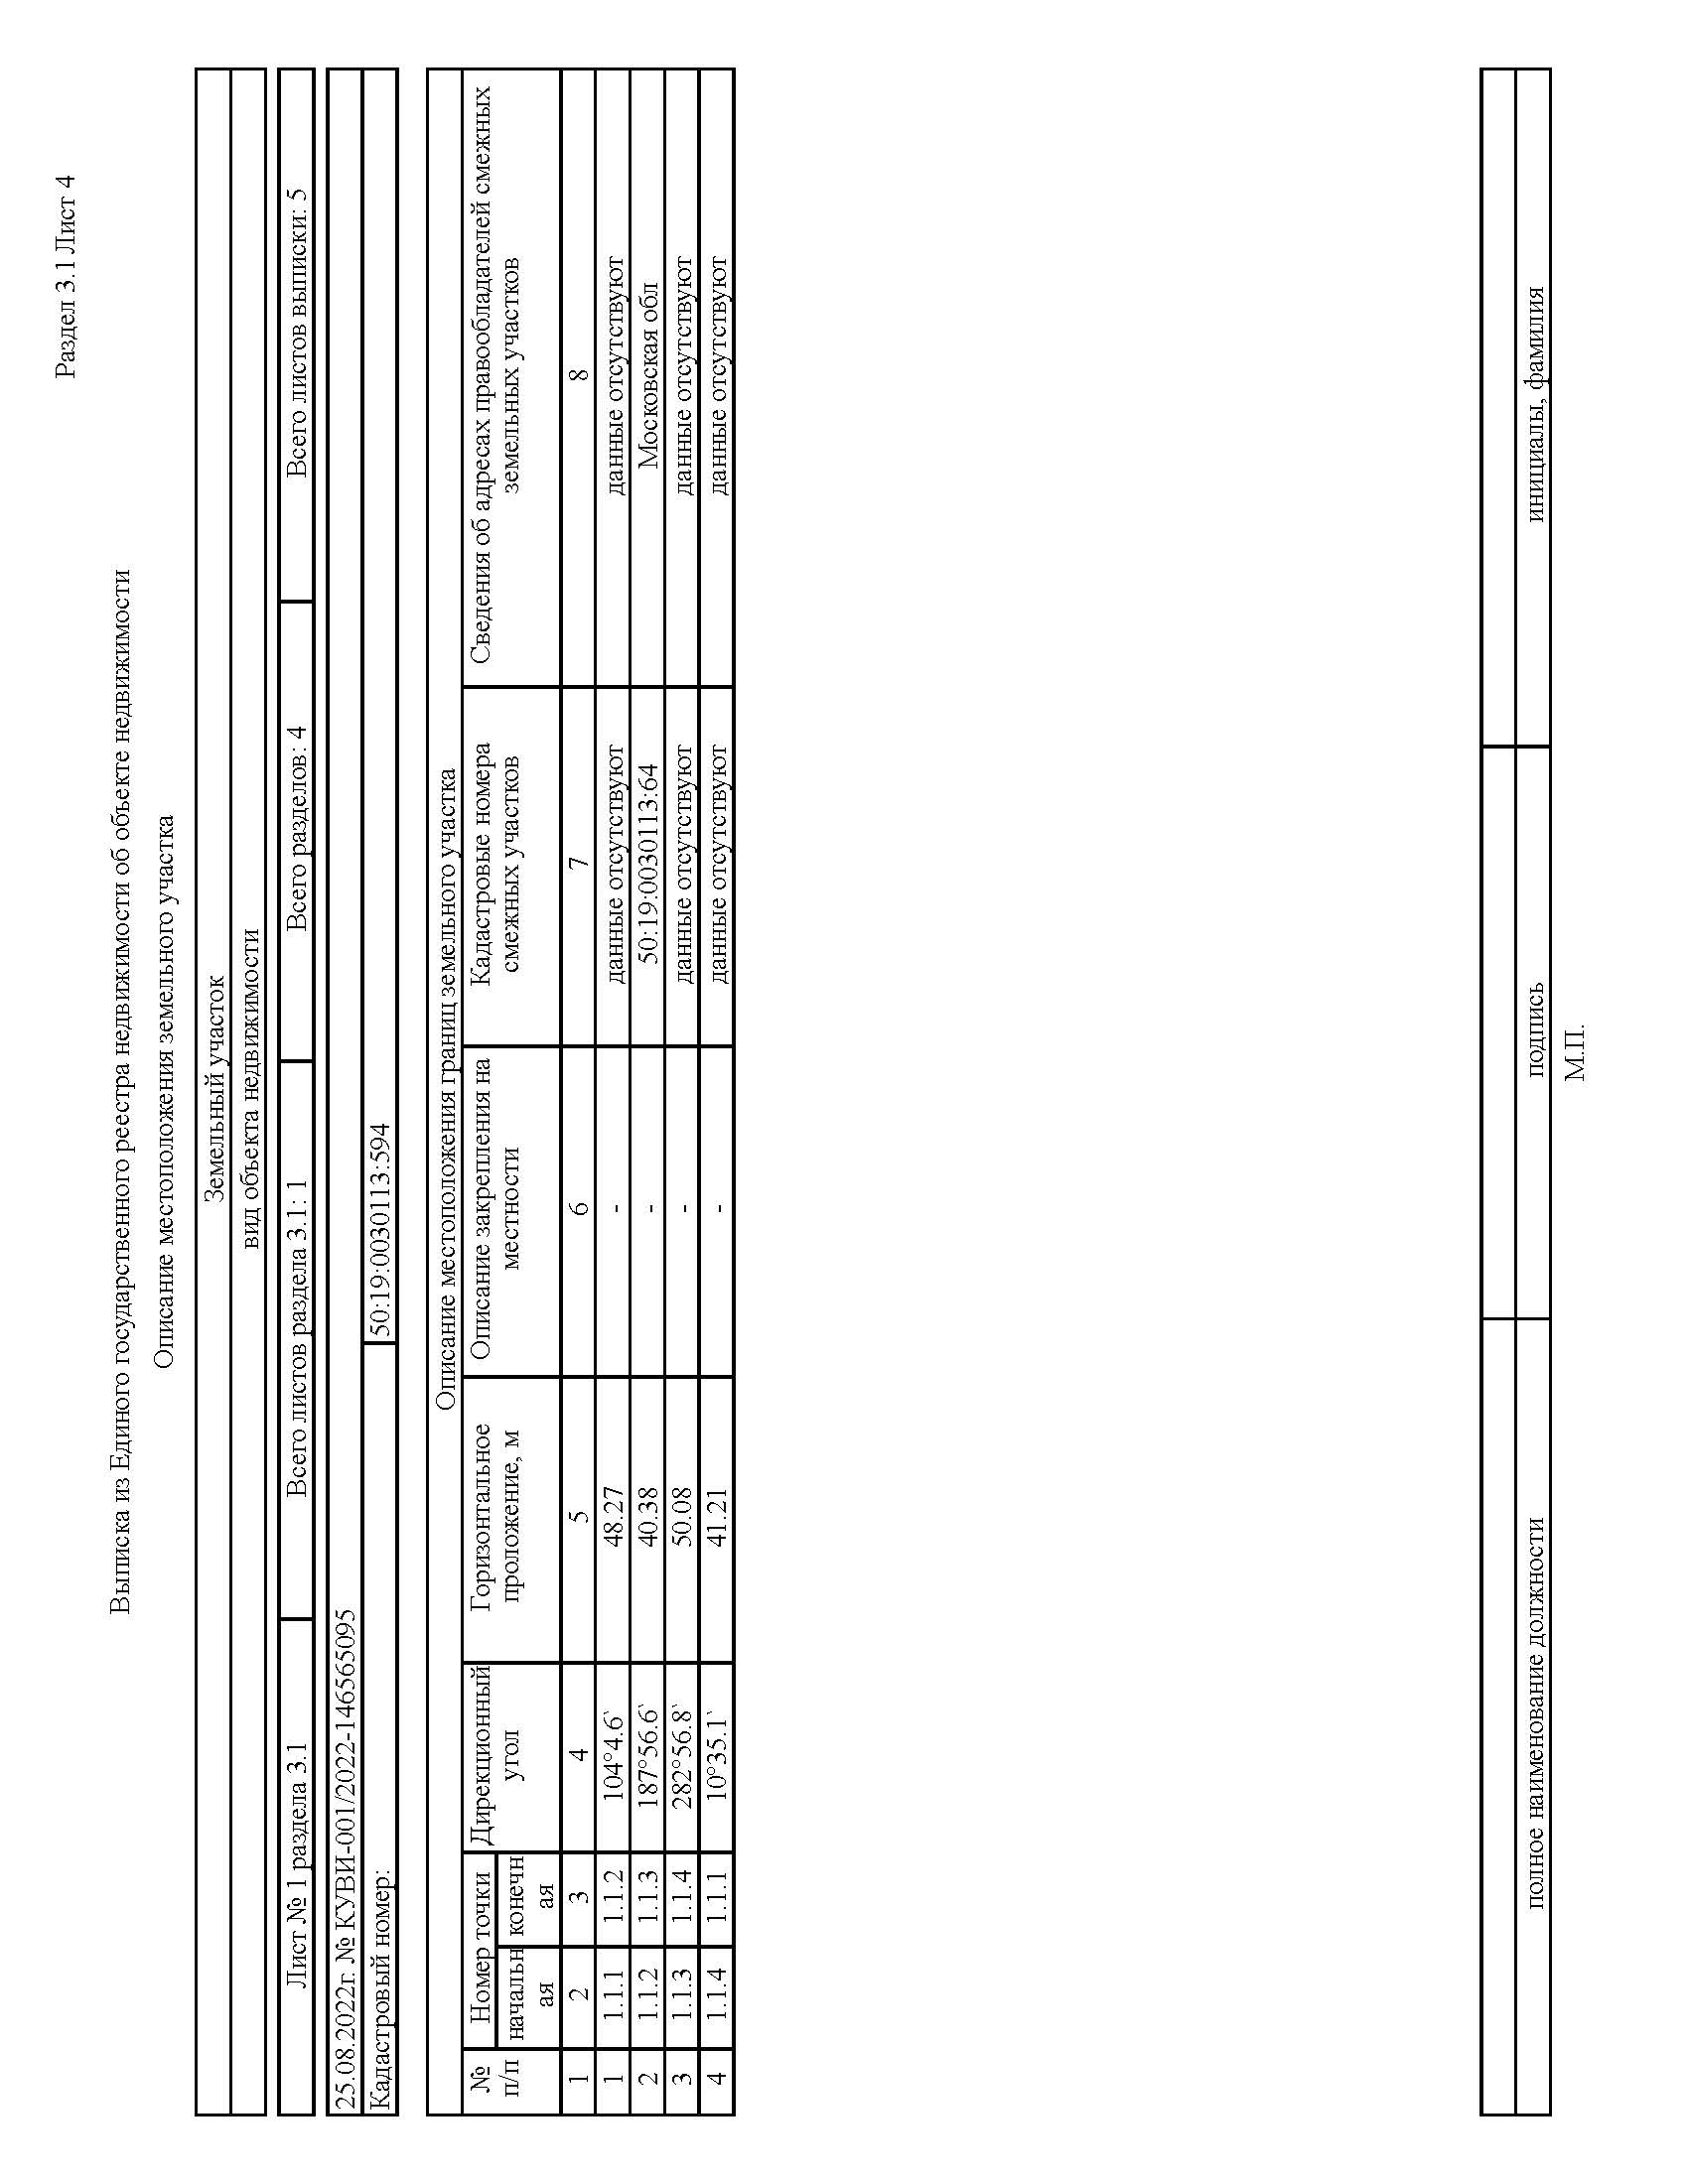 Раздел 3.1 Лист 4
Выписка из Единого государственного реестра недвижимости об объекте недвижимости
Описание местоположения земельного участка
Земельный участок
вид объекта недвижимости
Лист № 1 раздела 3.1 Всего листов раздела 3.1: 1 Всего разделов: 4 Всего листов выписки: 5
25.08.2022г. № КУВИ-001/2022-146565095
Кадастровый номер: 50:19:0030113:594
Описание местоположения границ земельного участка
№ Номер точки Дирекционный Горизонтальное Описание закрепления на Кадастровые номера Сведения об адресах правообладателей смежных
п/п начальн конечн угол проложение, м местности смежных участков земельных участков
ая ая
1 2 3 4 5 6 7 8
1 1.1.1 1.1.2 104°4.6` 48.27 - данные отсутствуют данные отсутствуют
2 1.1.2 1.1.3 187°56.6` 40.38 - 50:19:0030113:64 Московская обл
3 1.1.3 1.1.4 282°56.8` 50.08 - данные отсутствуют данные отсутствуют
4 1.1.4 1.1.1 10°35.1` 41.21 - данные отсутствуют данные отсутствуют
полное наименование должности подпись инициалы, фамилия
М.П.